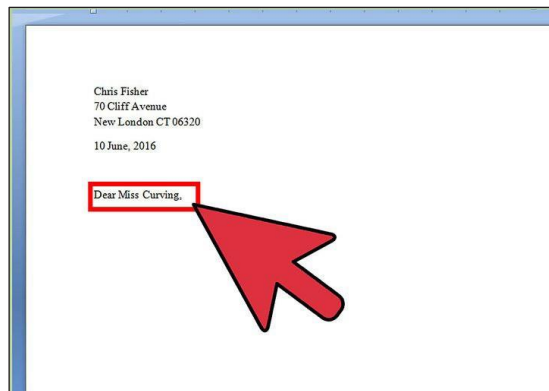 Chris Fisher
70 Cliff Avenue
New London CT 06320
10 June, 2016
Dear Miss Curving,